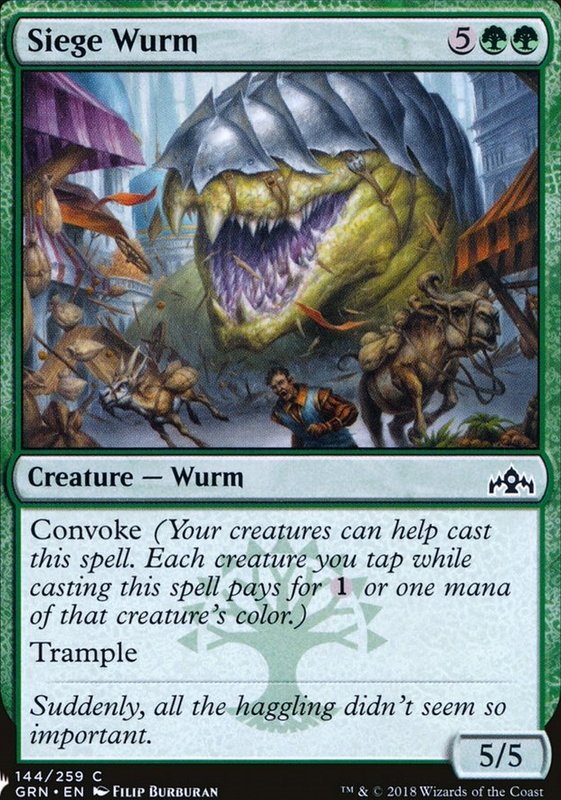 Siege Wurm 5
Creature — Wurm
Convoke (Your creatures can help cast
this spell. Each creature you tap while
casting this spell pays for 1 or one mana
of that creature's color.)
Trample
Suddenly, all the haggling didn't seem so
important.
5/5
144/259 C
GRN • EN Filip Burburan
™ & © 2018 Wizards of the Coast